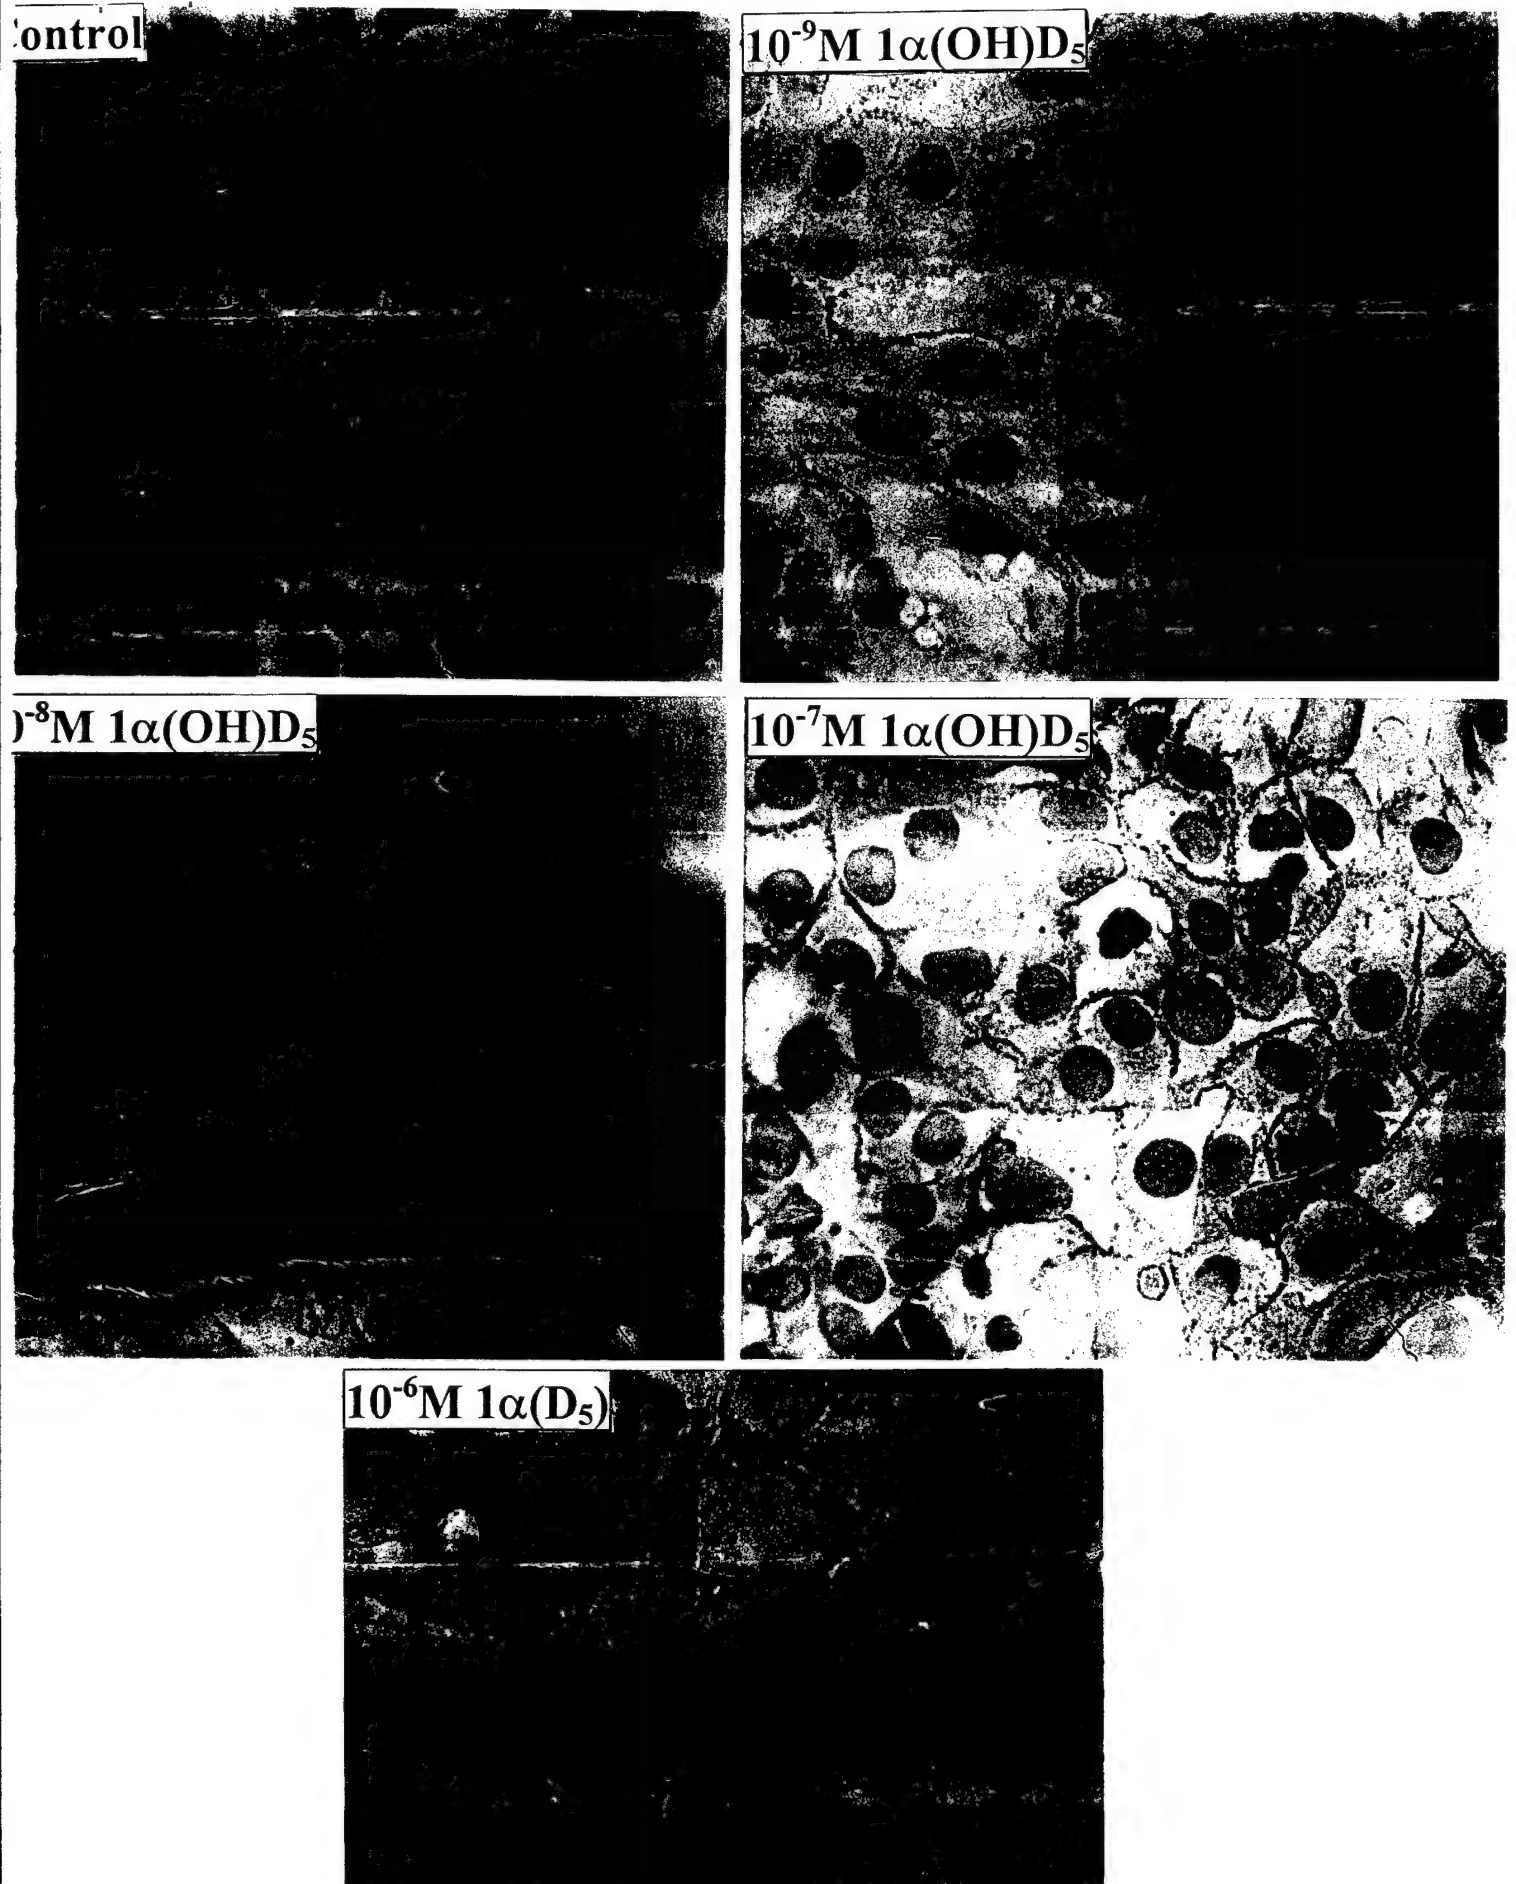 ontrol
10⁻⁹M 1α(OH)D₅
)⁻⁸M 1α(OH)D₅
10⁻⁷M 1α(OH)D₅
10⁻⁶M 1α(D₅)